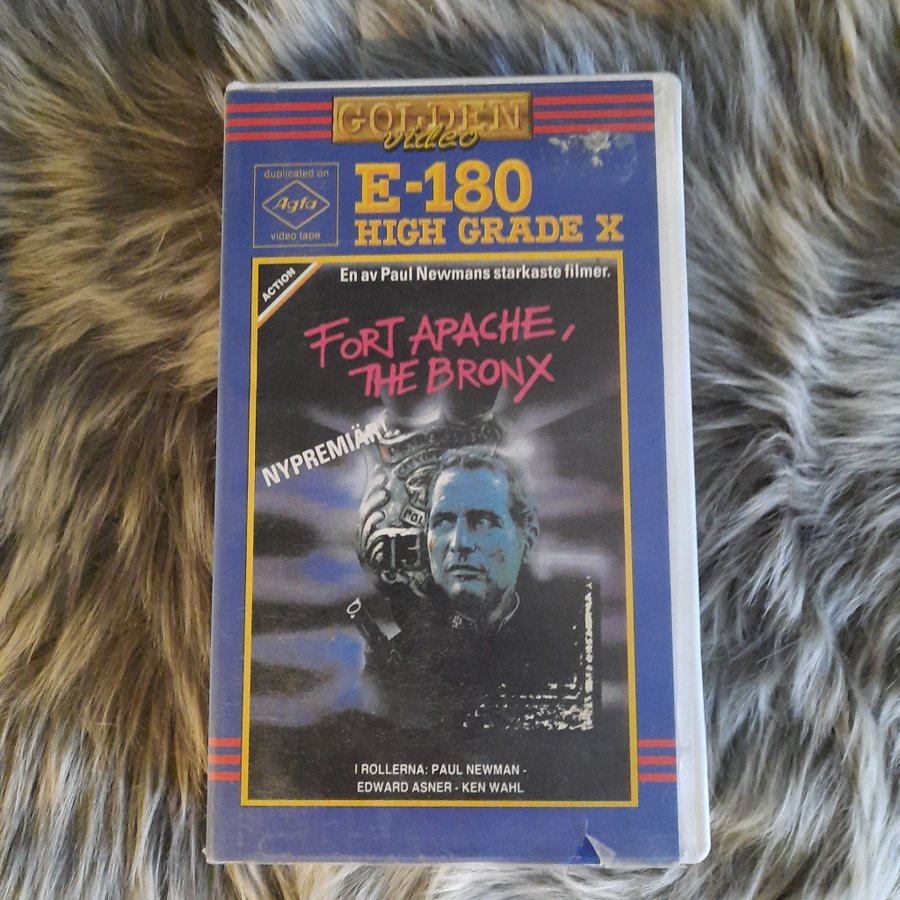 GOLDEN
video
duplicated on
Agfa
video tape
E-180
HIGH GRADE X
ACTION
En av Paul Newmans starkaste filmer.
FORT APACHE,
THE BRONX
NYPREMIÄR!
I ROLLERNA: PAUL NEWMAN -
EDWARD ASNER - KEN WAHL